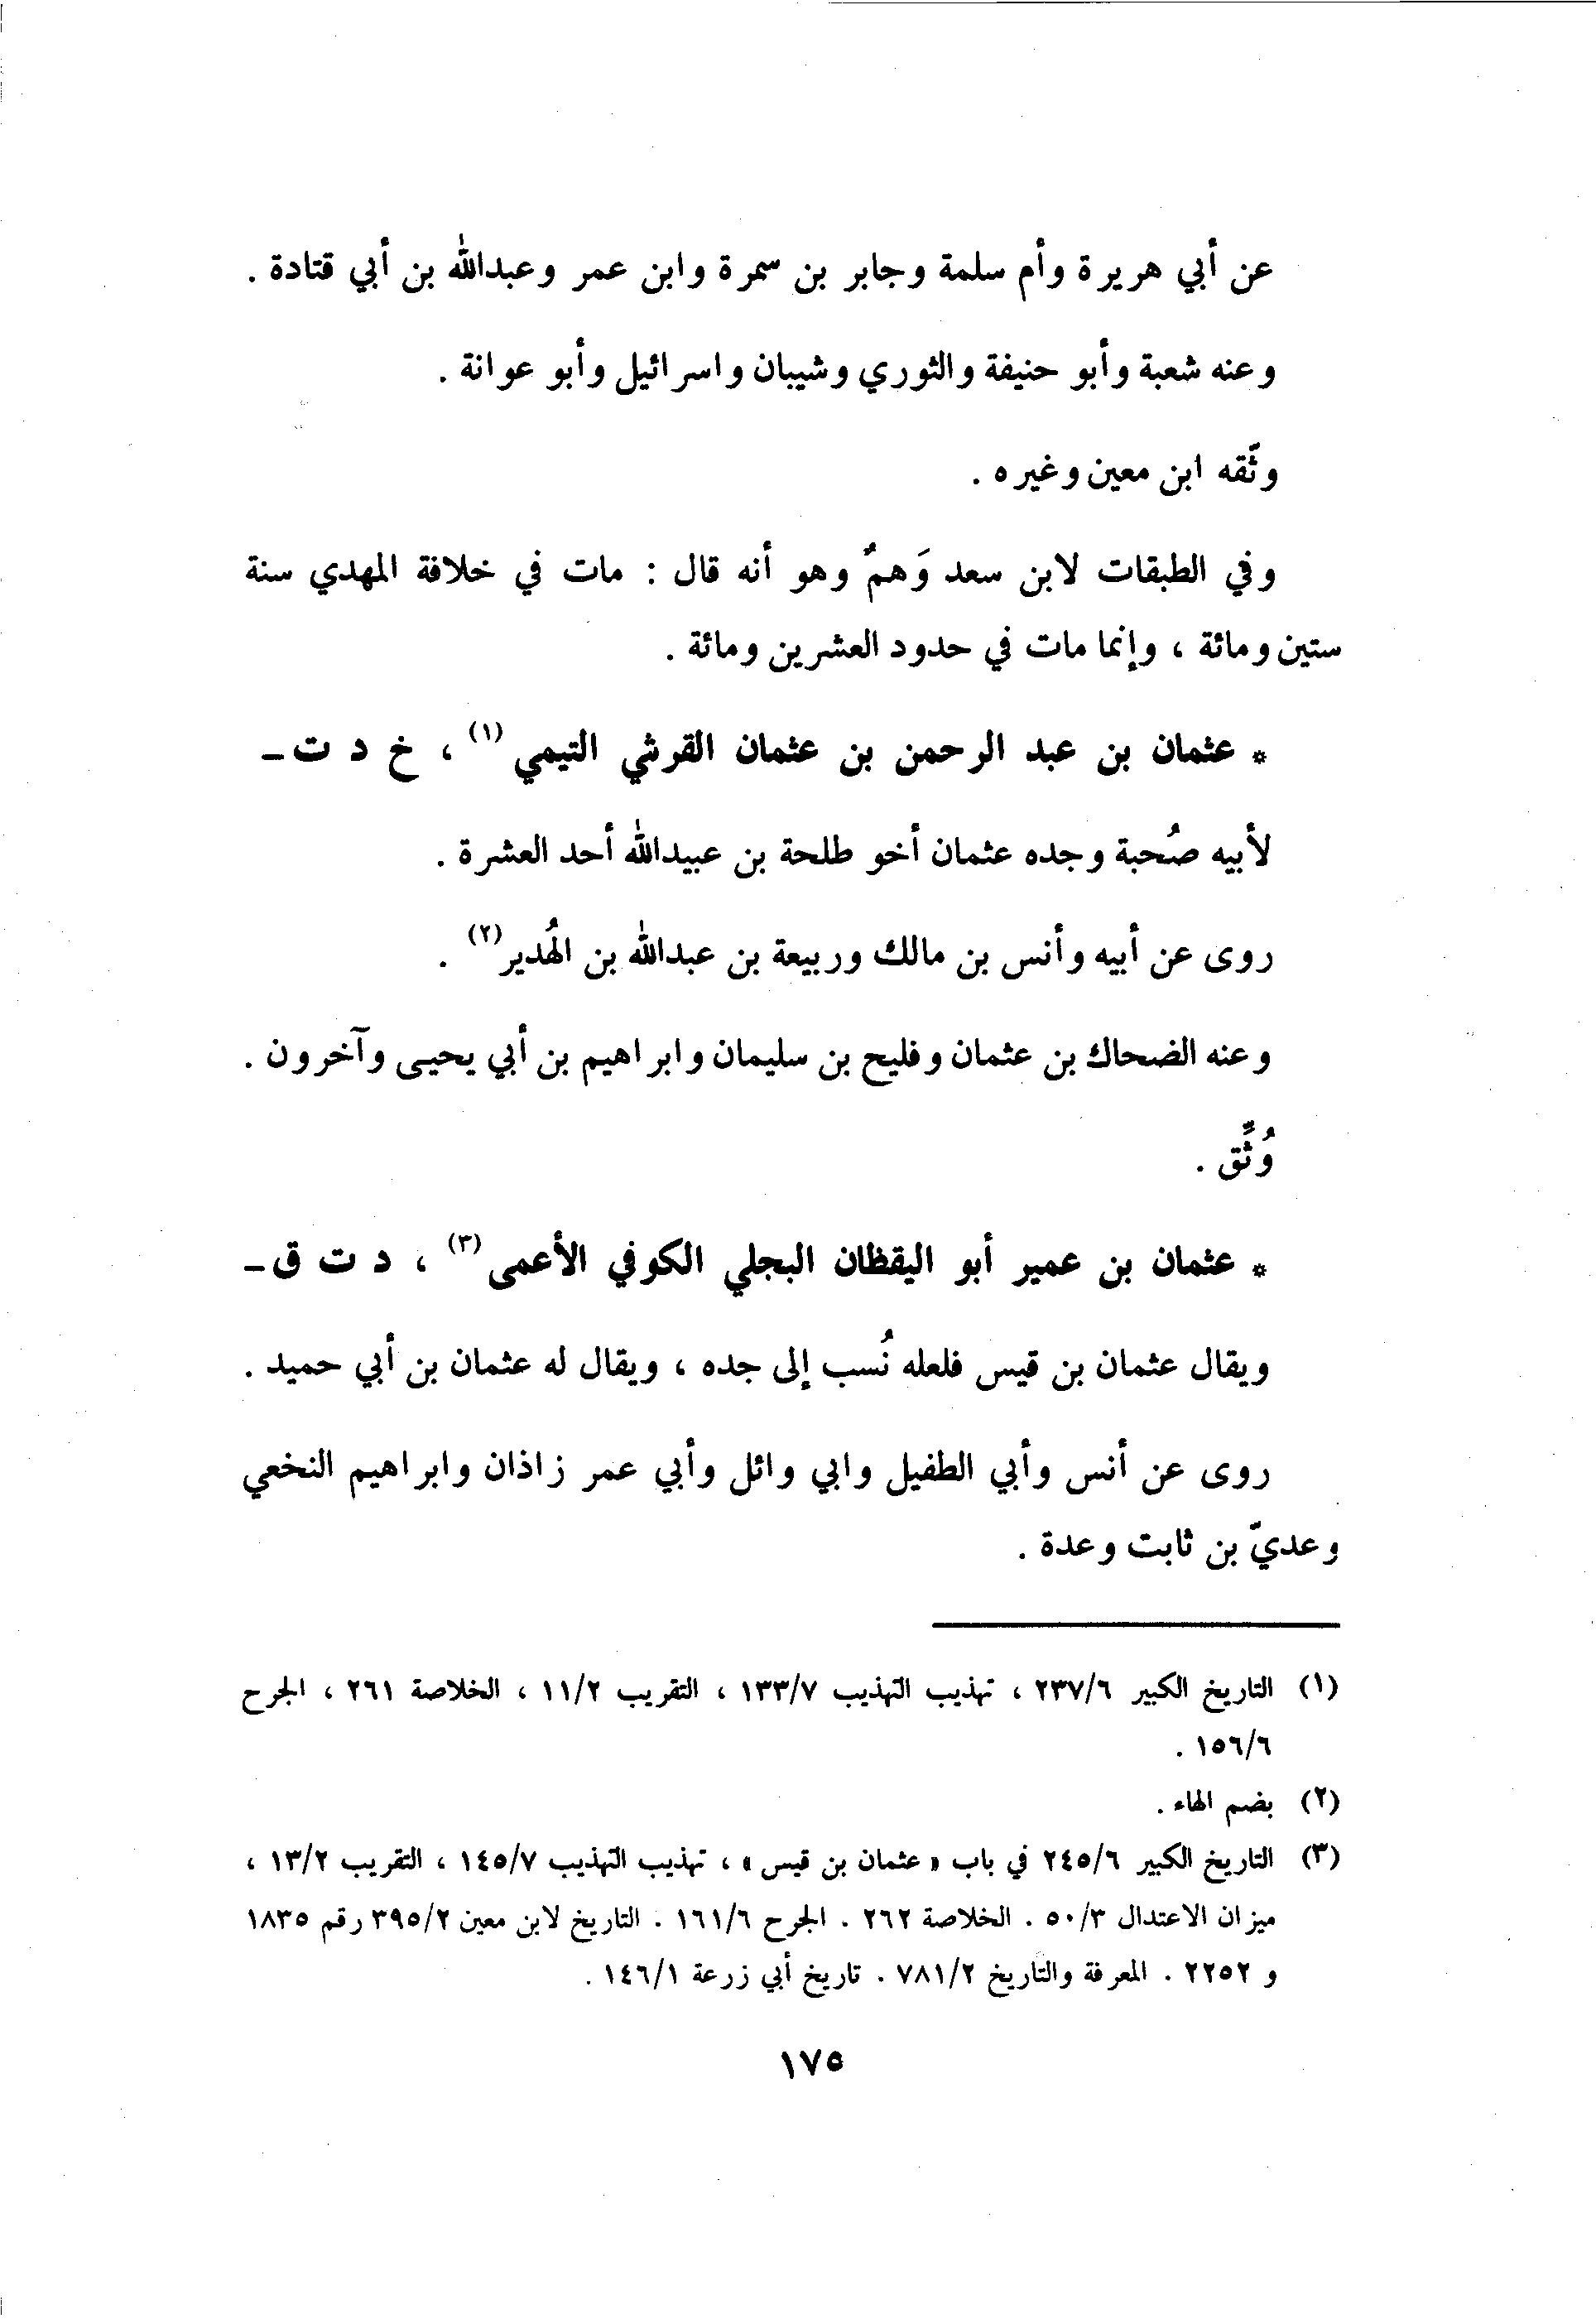 عن أبي هريرة وأم سلمة وجابر بن سمرة وابن عمر وعبدالله بن أبي قتادة .
وعنه شعبة وأبو حنيفة والثوري وشيبان واسرائيل وأبو عوانة .
وثّقه ابن معين وغيره .
وفي الطبقات لابن سعد وَهمٌ وهو أنه قال : مات في خلافة المهدي سنة
ستين ومائة ، وإنما مات في حدود العشرين ومائة .
* عثمان بن عبد الرحمن بن عثمان القرشي التيمي (١) ، خ د ت ـ
لأبيه صُحبة وجده عثمان أخو طلحة بن عبيدالله أحد العشرة .
روى عن أبيه وأنس بن مالك وربيعة بن عبدالله بن الهُدير (٢) .
وعنه الضحاك بن عثمان وفليح بن سليمان وابراهيم بن أبي يحيى وآخرون .
وُثِّق .
* عثمان بن عمير أبو اليقظان البجلي الكوفي الأعمى (٣) ، د ت ق ـ
ويقال عثمان بن قيس فلعله نُسب إلى جده ، ويقال له عثمان بن أبي حميد .
روى عن أنس وأبي الطفيل وابي وائل وأبي عمر زاذان وابراهيم النخعي
وعديّ بن ثابت وعدة .
(١) التاريخ الكبير ٢٣٧/٦ ، تهذيب التهذيب ١٣٣/٧ ، التقريب ١١/٢ ، الخلاصة ٢٦١ ، الجرح
١٥٦/٦ .
(٢) بضم الهاء .
(٣) التاريخ الكبير ٢٤٥/٦ في باب « عثمان بن قيس » ، تهذيب التهذيب ١٤٥/٧ ، التقريب ١٣/٢ ،
ميزان الاعتدال ٥٠/٣ . الخلاصة ٢٦٢ . الجرح ١٦١/٦ . التاريخ لابن معين ٣٩٥/٢ رقم ١٨٣٥
و ٢٢٥٢ . المعرفة والتاريخ ٧٨١/٢ . تاريخ أبي زرعة ١٤٦/١ .
١٧٥